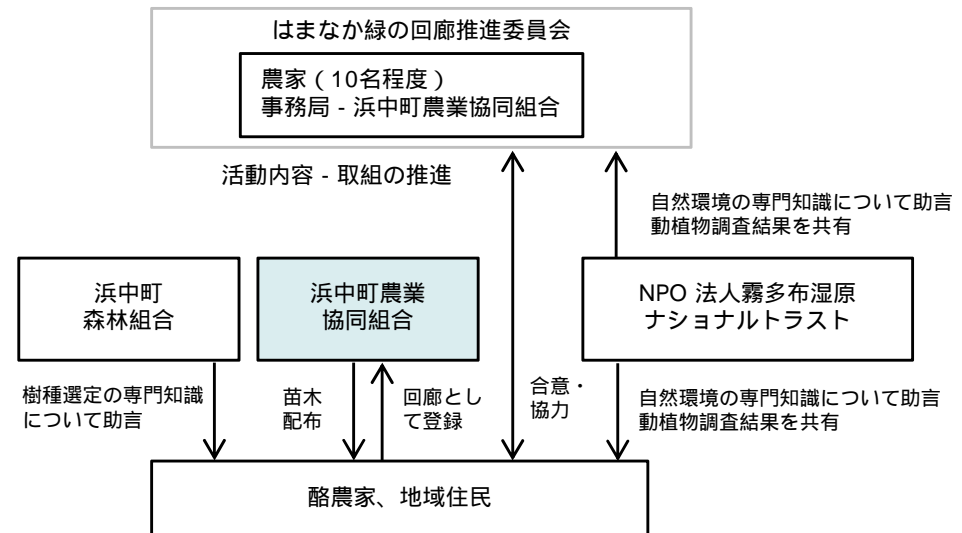 はまなか緑の回廊推進委員会
農家（10名程度）
事務局 - 浜中町農業協同組合
活動内容 - 取組の推進
自然環境の専門知識について助言
動植物調査結果を共有
浜中町
森林組合
浜中町農業
協同組合
NPO 法人霧多布湿原
ナショナルトラスト
樹種選定の専門知識
について助言
苗木
配布
回廊とし
て登録
合意・
協力
自然環境の専門知識について助言
動植物調査結果を共有
酪農家、地域住民